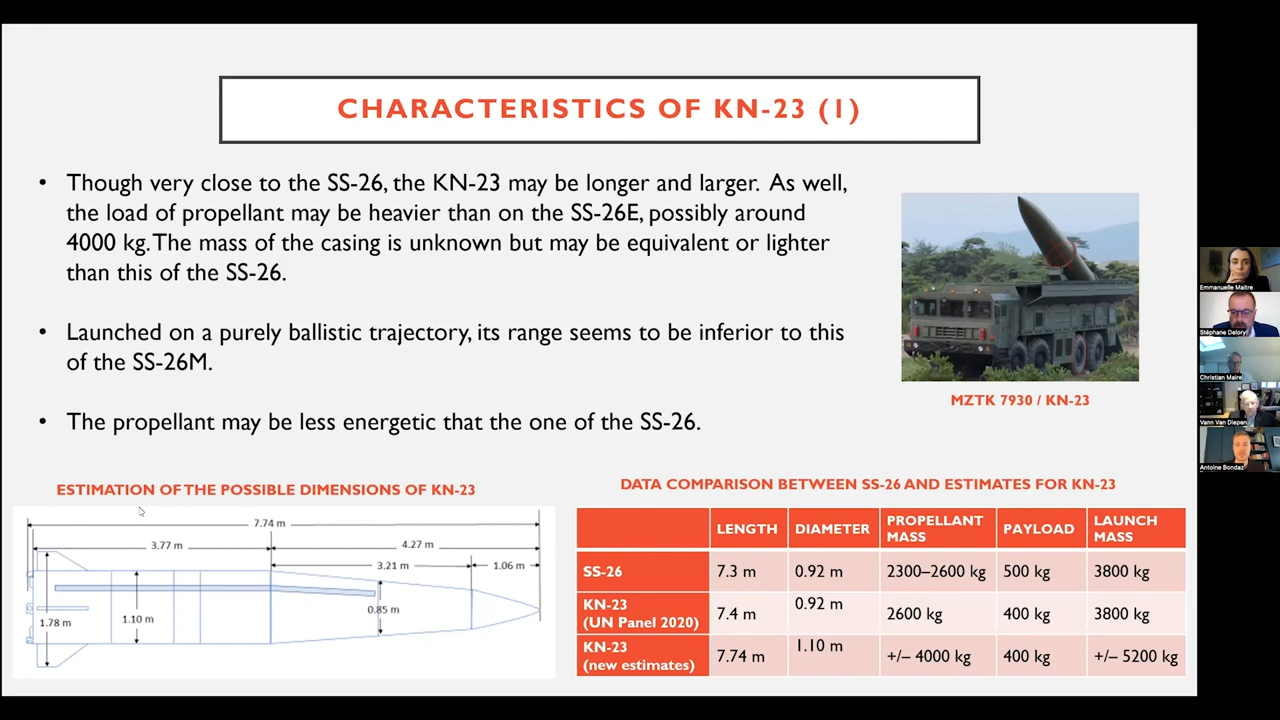 CHARACTERISTICS OF KN-23 (1)
• Though very close to the SS-26, the KN-23 may be longer and larger. As well,
the load of propellant may be heavier than on the SS-26E, possibly around
4000 kg. The mass of the casing is unknown but may be equivalent or lighter
than this of the SS-26.
• Launched on a purely ballistic trajectory, its range seems to be inferior to this
of the SS-26M.
• The propellant may be less energetic that the one of the SS-26.
MZTK 7930 / KN-23
ESTIMATION OF THE POSSIBLE DIMENSIONS OF KN-23
7.74 m
3.77 m
4.27 m
3.21 m
1.06 m
0.85 m
1.10 m
1.78 m
DATA COMPARISON BETWEEN SS-26 AND ESTIMATES FOR KN-23
LENGTH DIAMETER PROPELLANT MASS PAYLOAD LAUNCH MASS
SS-26 7.3 m 0.92 m 2300–2600 kg 500 kg 3800 kg
KN-23 (UN Panel 2020) 7.4 m 0.92 m 2600 kg 400 kg 3800 kg
KN-23 (new estimates) 7.74 m 1.10 m +/– 4000 kg 400 kg +/– 5200 kg
Emmanuelle Maitre
Stéphane Delory
Christian Maire
Vann Van Diepen
Antoine Bondaz